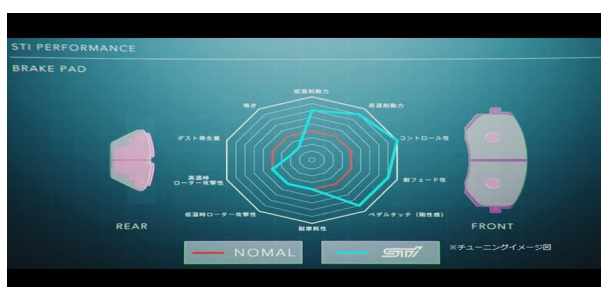 STI PERFORMANCE
BRAKE PAD
低温制動力
鳴き
高温制動力
ダスト発生量
コントロール性
高温時
ローター攻撃性
耐フェード性
低温時ローター攻撃性
ペダルタッチ（剛性感）
耐摩耗性
REAR
FRONT
NOMAL
STI
※チューニングイメージ図